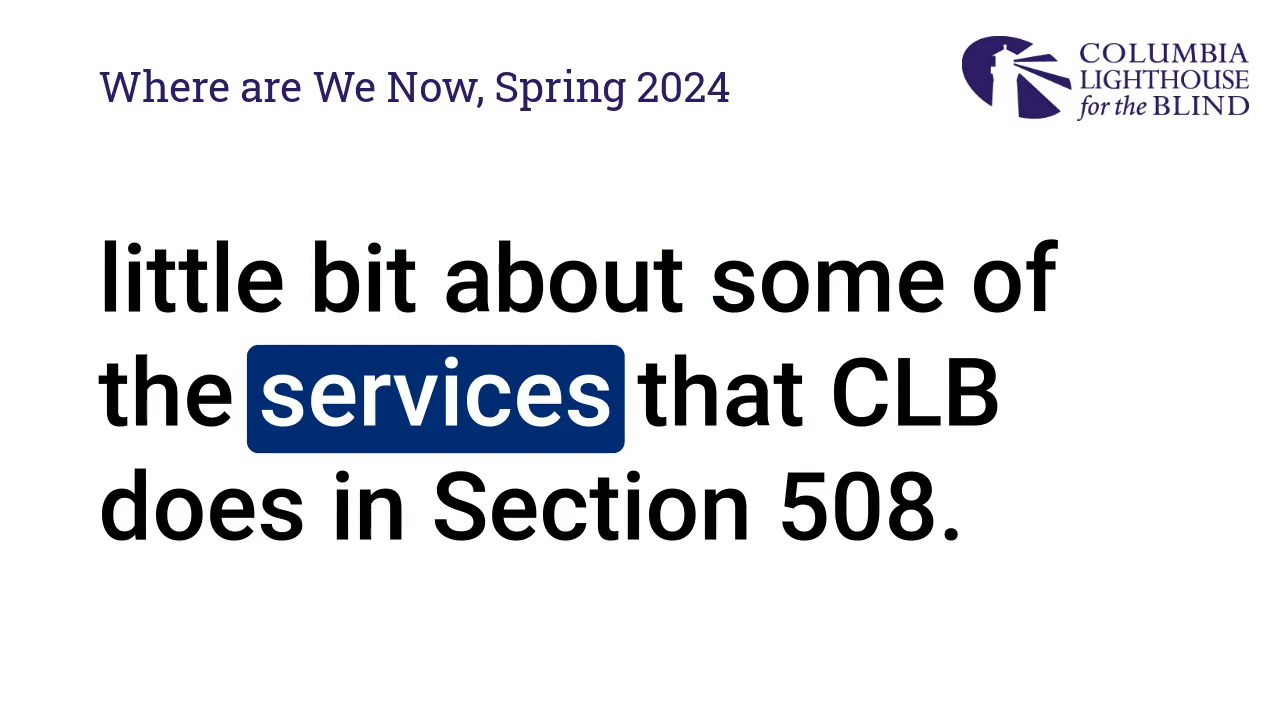 Where are We Now, Spring 2024
COLUMBIA
LIGHTHOUSE
for the BLIND
little bit about some of
the services that CLB
does in Section 508.